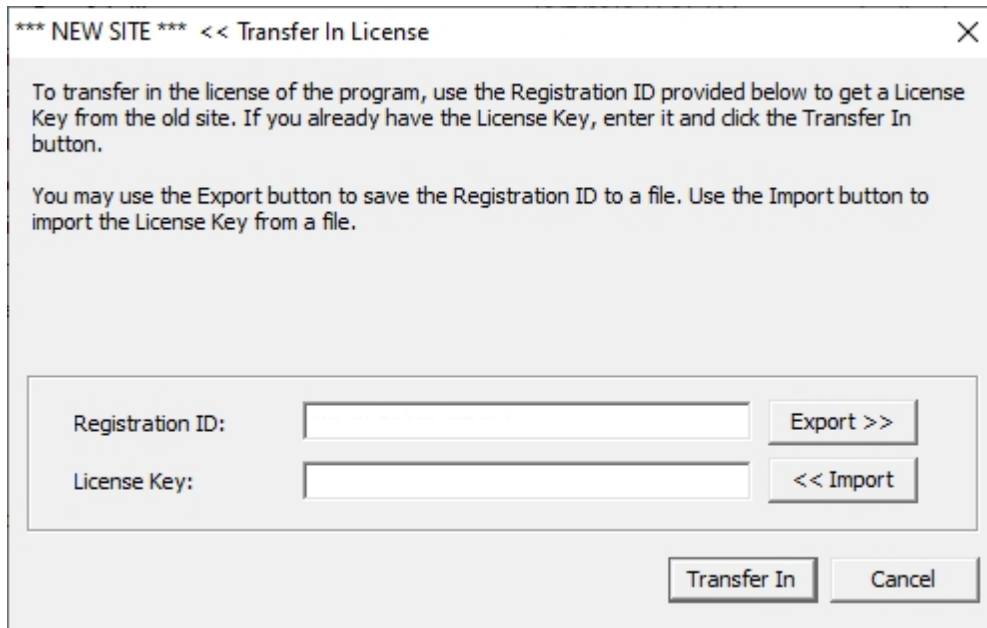 *** NEW SITE *** << Transfer In License
To transfer in the license of the program, use the Registration ID provided below to get a License
Key from the old site. If you already have the License Key, enter it and click the Transfer In
button.
You may use the Export button to save the Registration ID to a file. Use the Import button to
import the License Key from a file.
Registration ID:
Export >>
License Key:
<< Import
Transfer In
Cancel